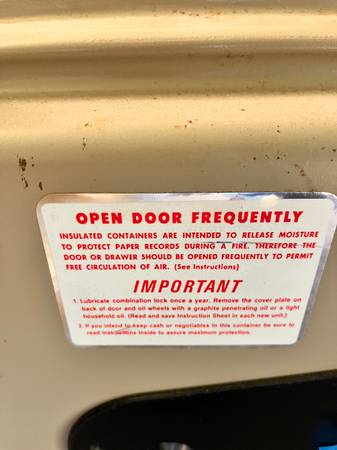 OPEN DOOR FREQUENTLY
INSULATED CONTAINERS ARE INTENDED TO RELEASE MOISTURE
TO PROTECT PAPER RECORDS DURING A FIRE. THEREFORE THE
DOOR OR DRAWER SHOULD BE OPENED FREQUENTLY TO PERMIT
FREE CIRCULATION OF AIR. (See Instructions)
IMPORTANT
1. Lubricate combination lock once a year. Remove the cover plate on
back of door and oil wheels with a graphite penetrating oil or a light
household oil. (Read and save Instruction Sheet in each new unit.)
2. If you intend to keep cash or negotiables in this container be sure to
read instructions inside to assure maximum protection.